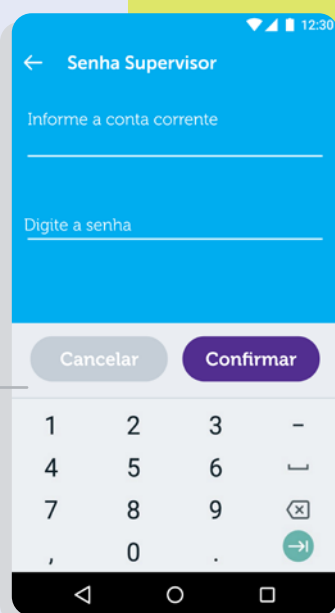 12:30
Senha Supervisor
Informe a conta corrente
Digite a senha
Cancelar Confirmar
1 2 3 -
4 5 6
7 8 9
, 0 .